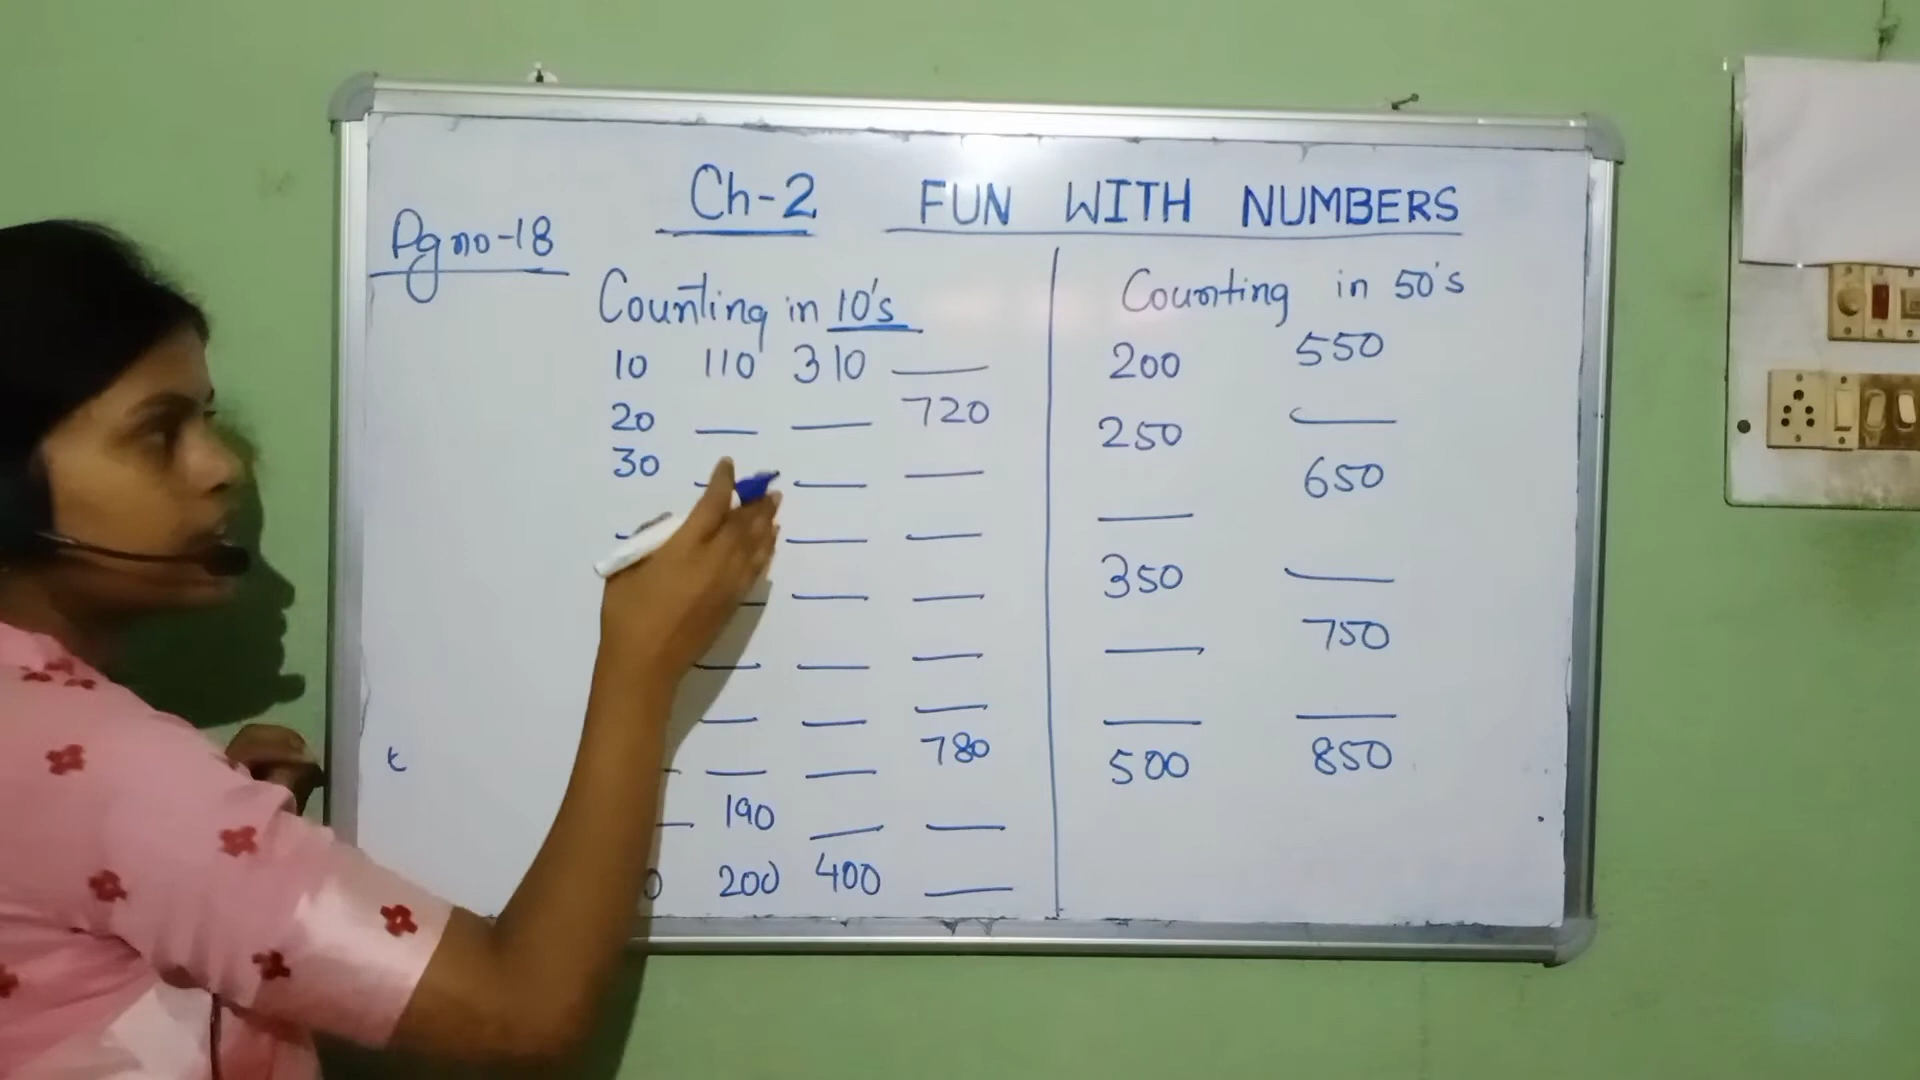 Ch-2 FUN WITH NUMBERS
Pg no-18
Counting in 10's
10 110 310 ___
20 ___ ___ 720
30 ___ ___ ___
___ ___ ___
___ ___ ___
___ ___ ___
___ ___ ___
___ ___ ___ 780
___ 190 ___ ___
0 200 400 ___
Counting in 50's
200 550
250 ___
___ 650
350 ___
___ 750
___ ___
500 850
t